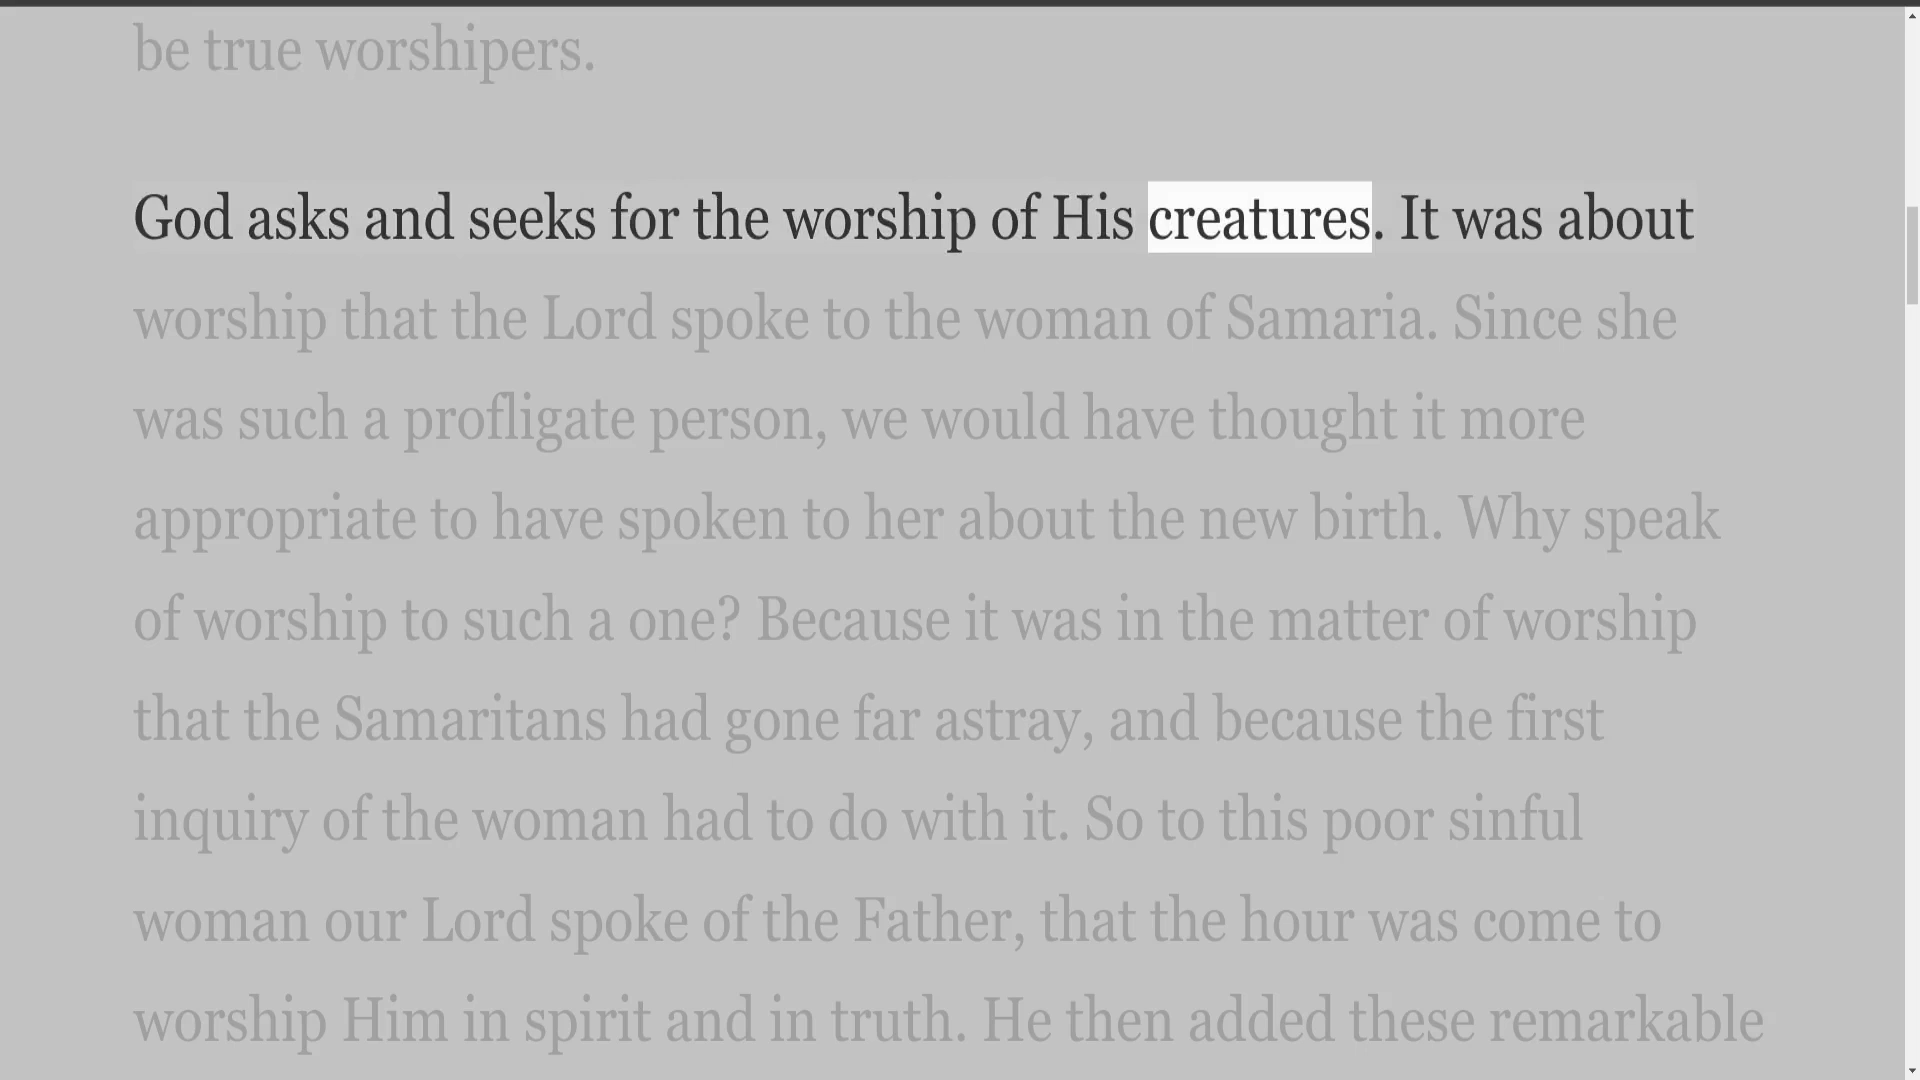 be true worshipers.
God asks and seeks for the worship of His creatures. It was about
worship that the Lord spoke to the woman of Samaria. Since she
was such a profligate person, we would have thought it more
appropriate to have spoken to her about the new birth. Why speak
of worship to such a one? Because it was in the matter of worship
that the Samaritans had gone far astray, and because the first
inquiry of the woman had to do with it. So to this poor sinful
woman our Lord spoke of the Father, that the hour was come to
worship Him in spirit and in truth. He then added these remarkable